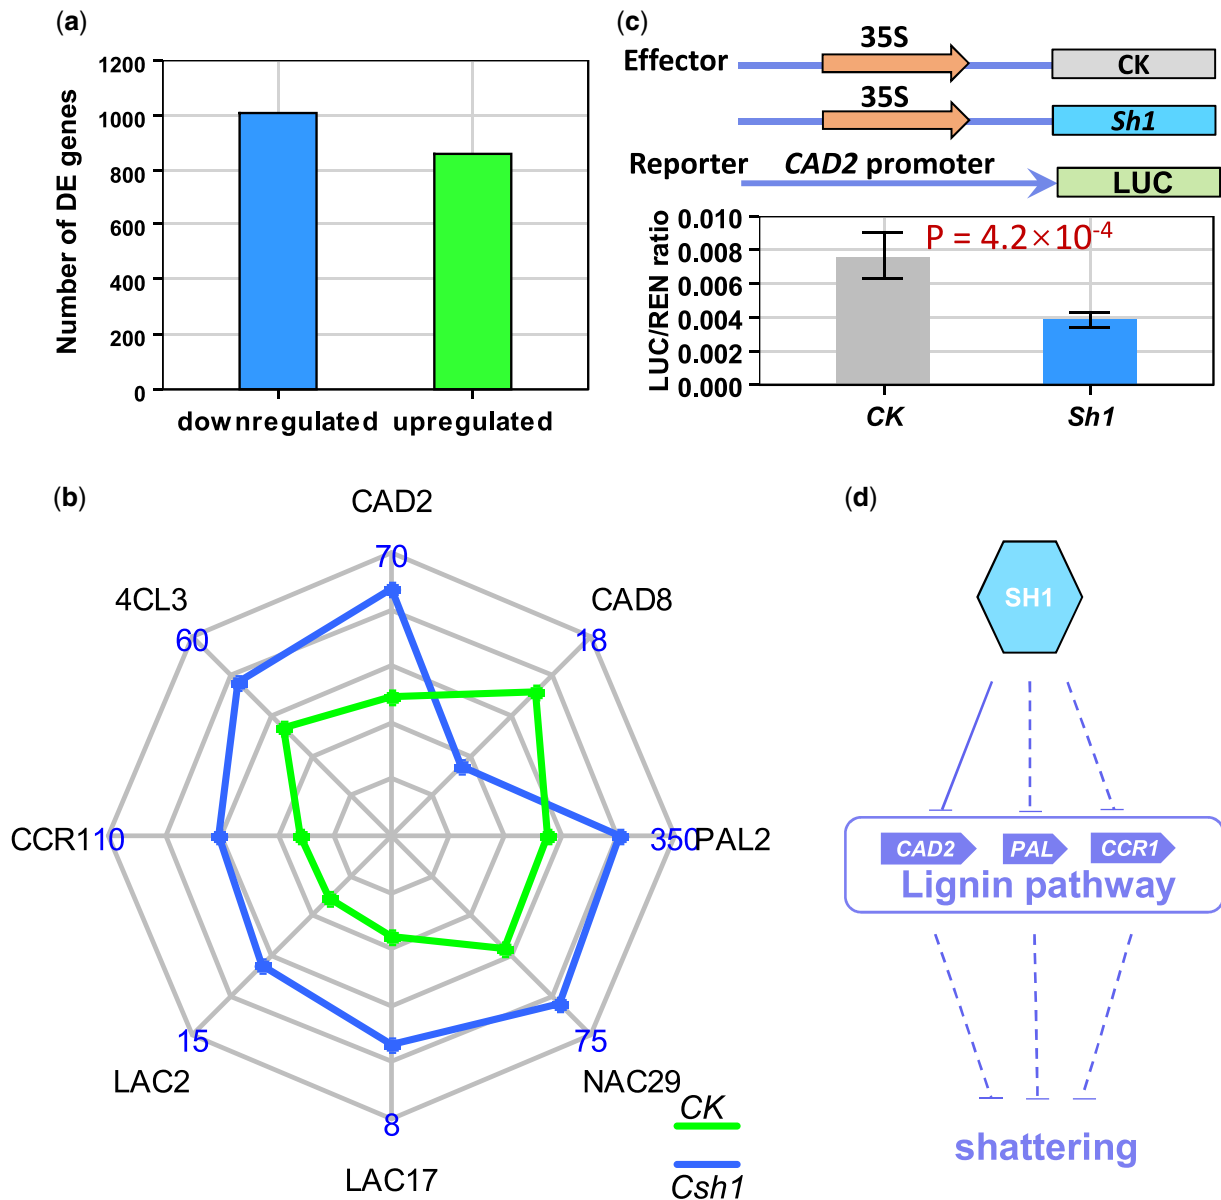 (a)
1200
1000
800
600
400
200
0
Number of DE genes
downregulated upregulated
(c)
Effector
35S
CK
35S
Sh1
Reporter
CAD2 promoter
LUC
0.010
0.008
0.006
0.004
0.002
0.000
LUC/REN ratio
P = 4.2×10-4
CK
Sh1
(b)
CAD2
70
4CL3
60
CAD8
18
CCR1
10
350
PAL2
15
LAC2
75
NAC29
8
LAC17
CK
Csh1
(d)
SH1
CAD2
PAL
CCR1
Lignin pathway
shattering